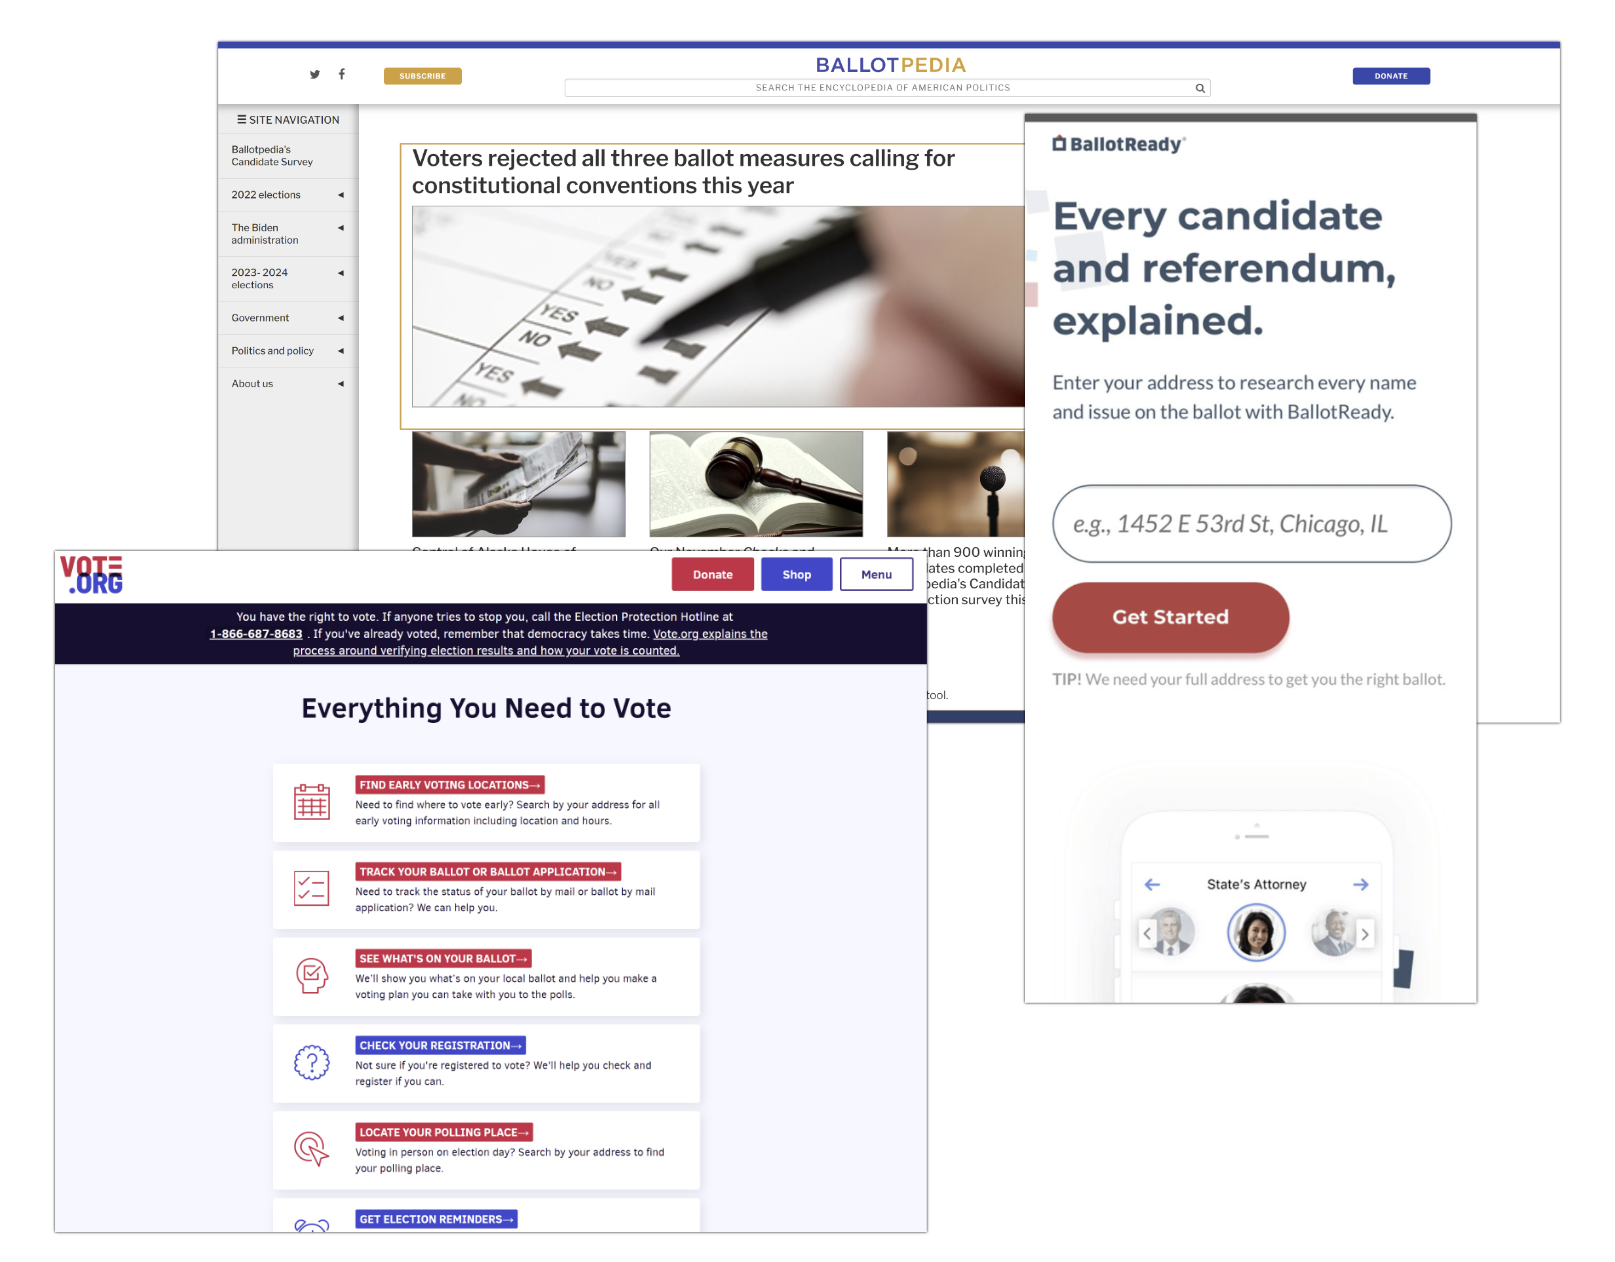 BALLOTPEDIA
SUBSCRIBE
SEARCH THE ENCYCLOPEDIA OF AMERICAN POLITICS
DONATE
☰ SITE NAVIGATION
Ballotpedia's
Candidate Survey
2022 elections
The Biden
administration
2023- 2024
elections
Government
Politics and policy
About us
Voters rejected all three ballot measures calling for
constitutional conventions this year
YES
NO
YES
NO
YES
NO
Control of Alaska House of
Our November Checks and
More than 900 winning
lates completed
pedia's Candidat
ction survey this
tool.
BallotReady
Every candidate
and referendum,
explained.
Enter your address to research every name
and issue on the ballot with BallotReady.
e.g., 1452 E 53rd St, Chicago, IL
Get Started
TIP! We need your full address to get you the right ballot.
State's Attorney
VOTE
.ORG
Donate
Shop
Menu
You have the right to vote. If anyone tries to stop you, call the Election Protection Hotline at
1-866-687-8683 . If you've already voted, remember that democracy takes time. Vote.org explains the
process around verifying election results and how your vote is counted.
Everything You Need to Vote
FIND EARLY VOTING LOCATIONS→
Need to find where to vote early? Search by your address for all
early voting information including location and hours.
TRACK YOUR BALLOT OR BALLOT APPLICATION→
Need to track the status of your ballot by mail or ballot by mail
application? We can help you.
SEE WHAT'S ON YOUR BALLOT→
We'll show you what's on your local ballot and help you make a
voting plan you can take with you to the polls.
CHECK YOUR REGISTRATION→
Not sure if you're registered to vote? We'll help you check and
register if you can.
LOCATE YOUR POLLING PLACE→
Voting in person on election day? Search by your address to find
your polling place.
GET ELECTION REMINDERS→